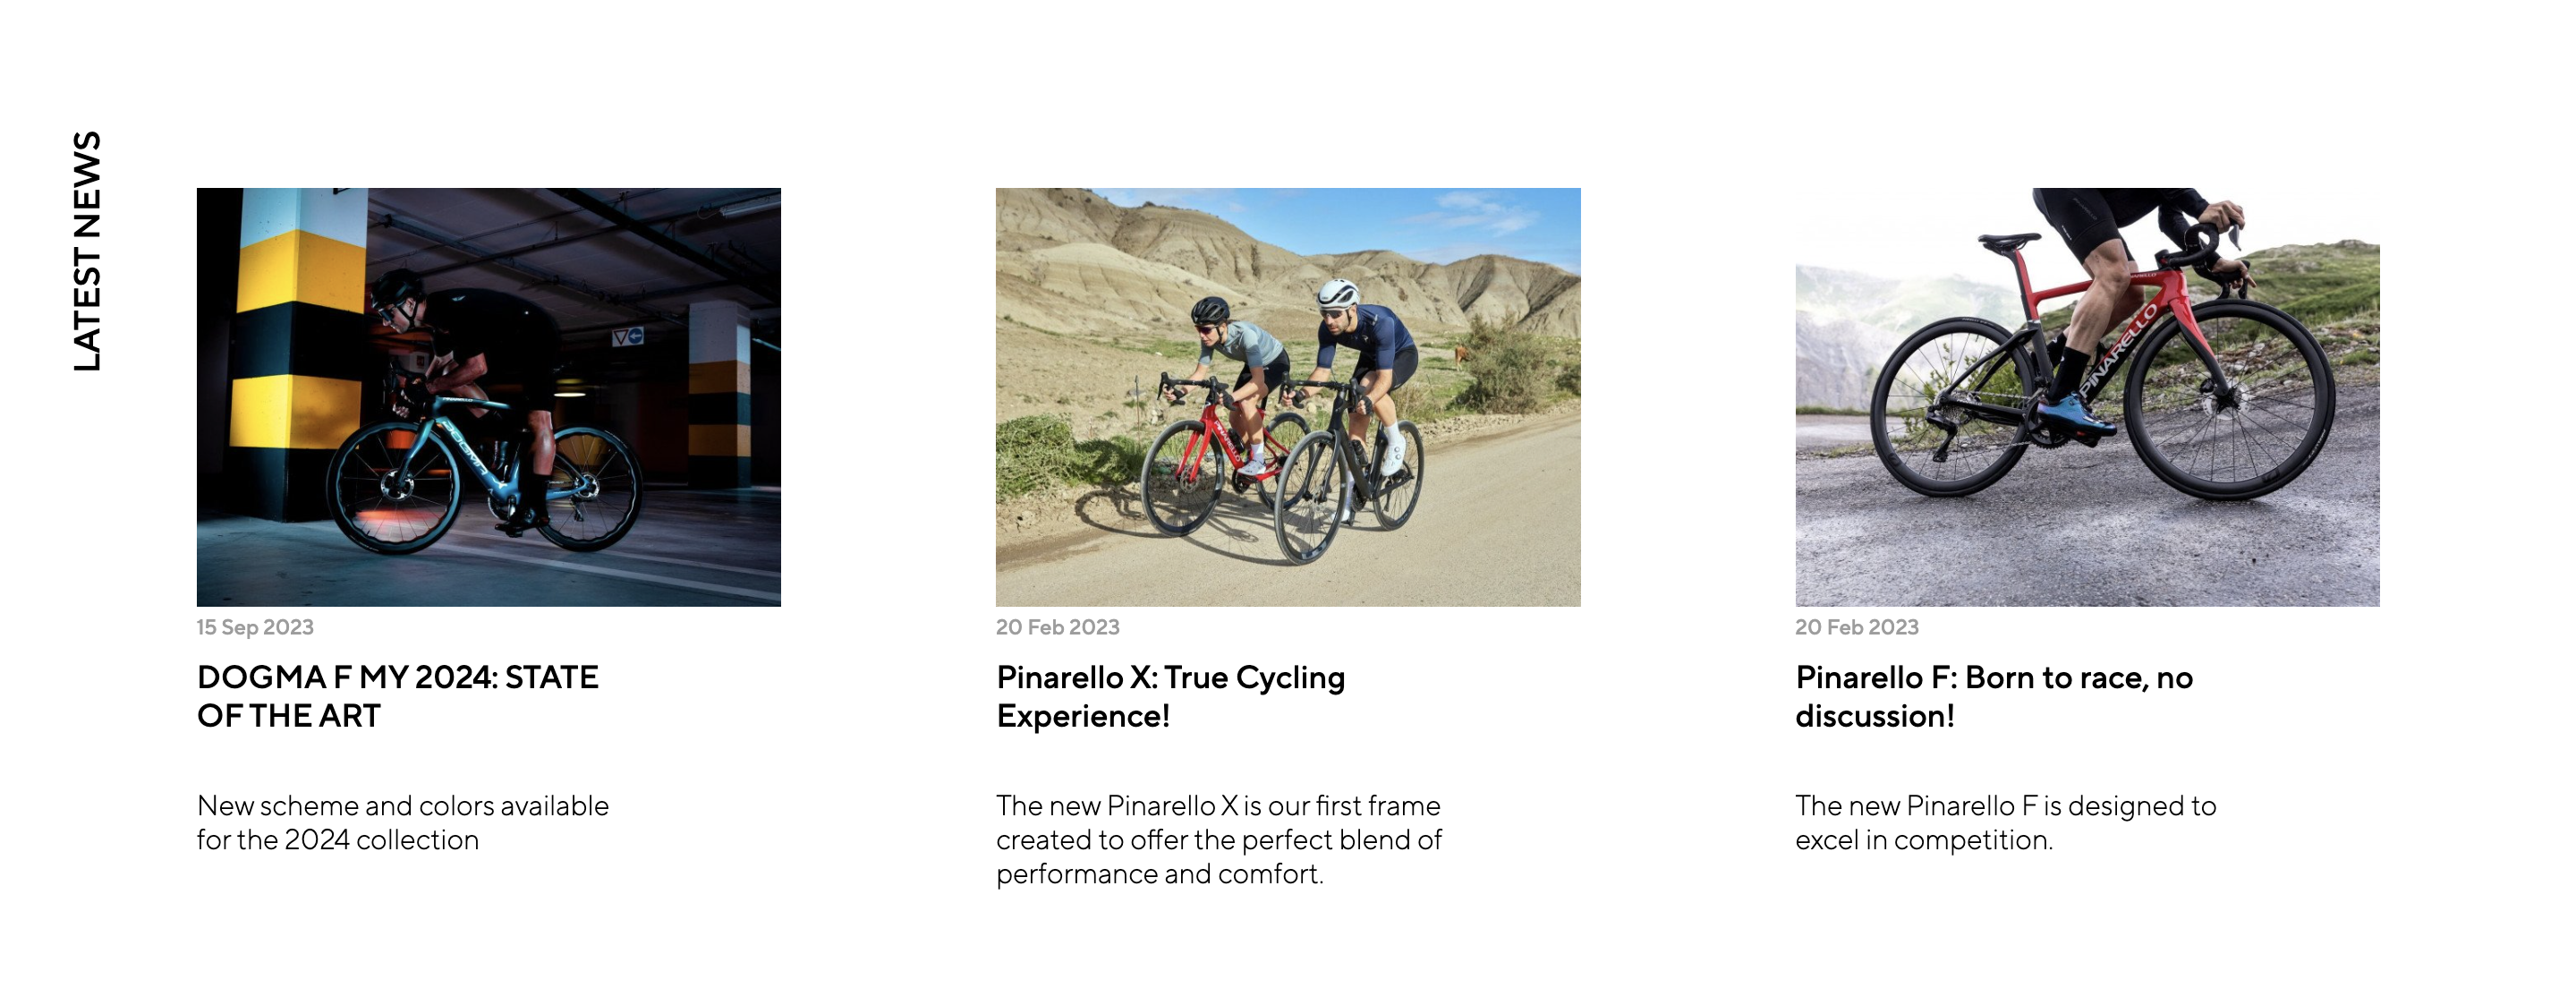 LATEST NEWS
DOGMA
PINARELLO
PINARELLO
15 Sep 2023
DOGMA F MY 2024: STATE
OF THE ART
New scheme and colors available
for the 2024 collection
20 Feb 2023
Pinarello X: True Cycling
Experience!
The new Pinarello X is our first frame
created to offer the perfect blend of
performance and comfort.
20 Feb 2023
Pinarello F: Born to race, no
discussion!
The new Pinarello F is designed to
excel in competition.